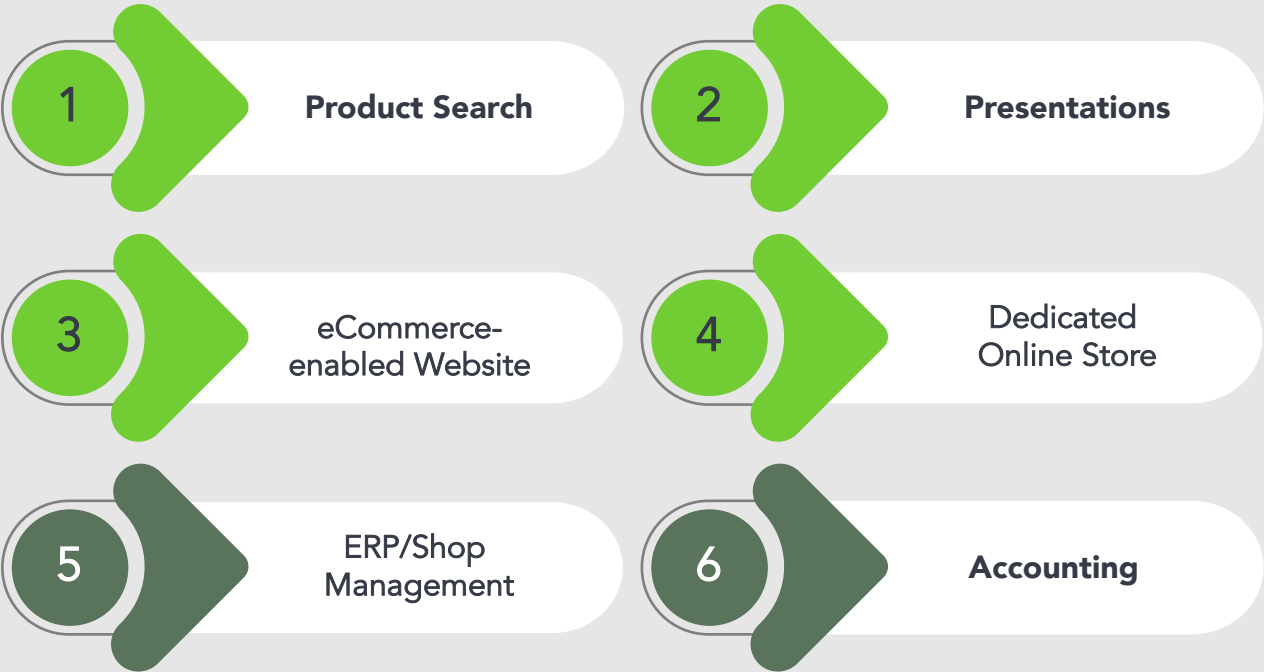 1
Product Search
2
Presentations
3
eCommerce-
enabled Website
4
Dedicated
Online Store
5
ERP/Shop
Management
6
Accounting